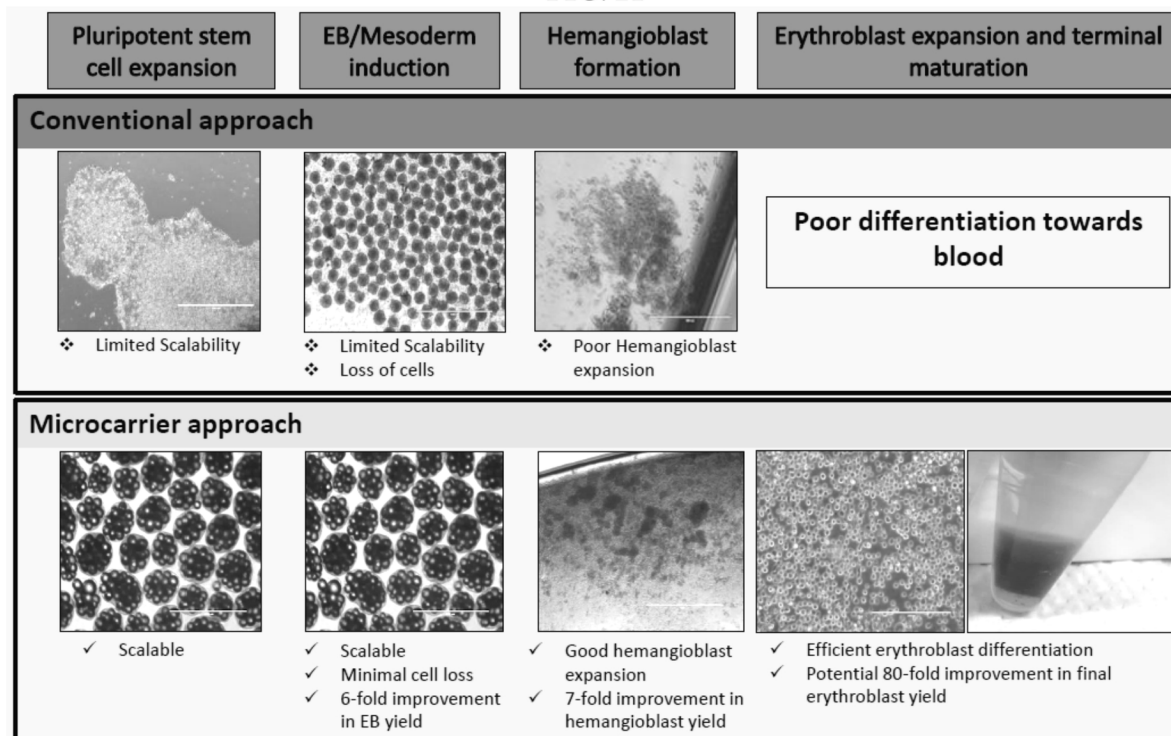 Pluripotent stem
cell expansion
EB/Mesoderm
induction
Hemangioblast
formation
Erythroblast expansion and terminal
maturation
Conventional approach
❖ Limited Scalability
❖ Limited Scalability
❖ Loss of cells
❖ Poor Hemangioblast
expansion
Poor differentiation towards
blood
Microcarrier approach
✓ Scalable
✓ Scalable
✓ Minimal cell loss
✓ 6-fold improvement
in EB yield
✓ Good hemangioblast
expansion
✓ 7-fold improvement in
hemangioblast yield
✓ Efficient erythroblast differentiation
✓ Potential 80-fold improvement in final
erythroblast yield